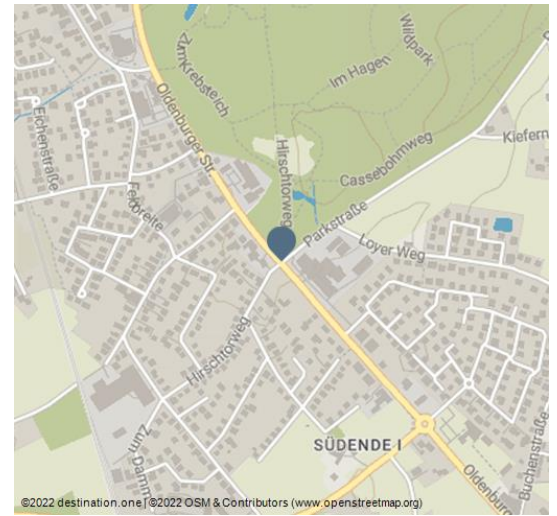 Zum Krebsteich
Wildpark
Im Hagen
Eichenstraße
Oldenburger Str.
Hirschtorweg
Cassebohmweg
Kiefern
Feldbreite
Parkstraße
Loyer Weg
Hirschtorweg
Zum
Damm
SÜDENDE I
Buchenstraße
Oldenburg
©2022 destination.one | ©2022 OSM & Contributors (www.openstreetmap.org)